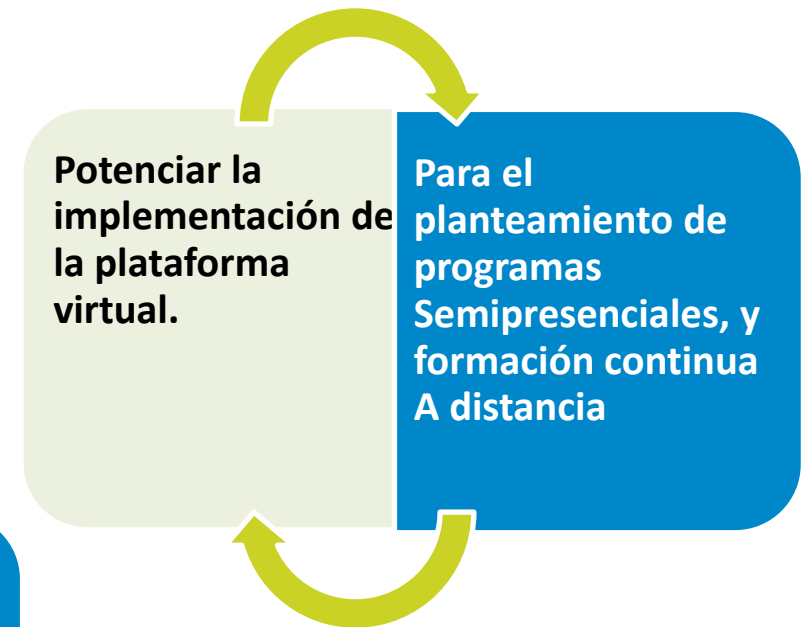 Potenciar la
implementación de
la plataforma
virtual.
Para el
planteamiento de
programas
Semipresenciales, y
formación continua
A distancia